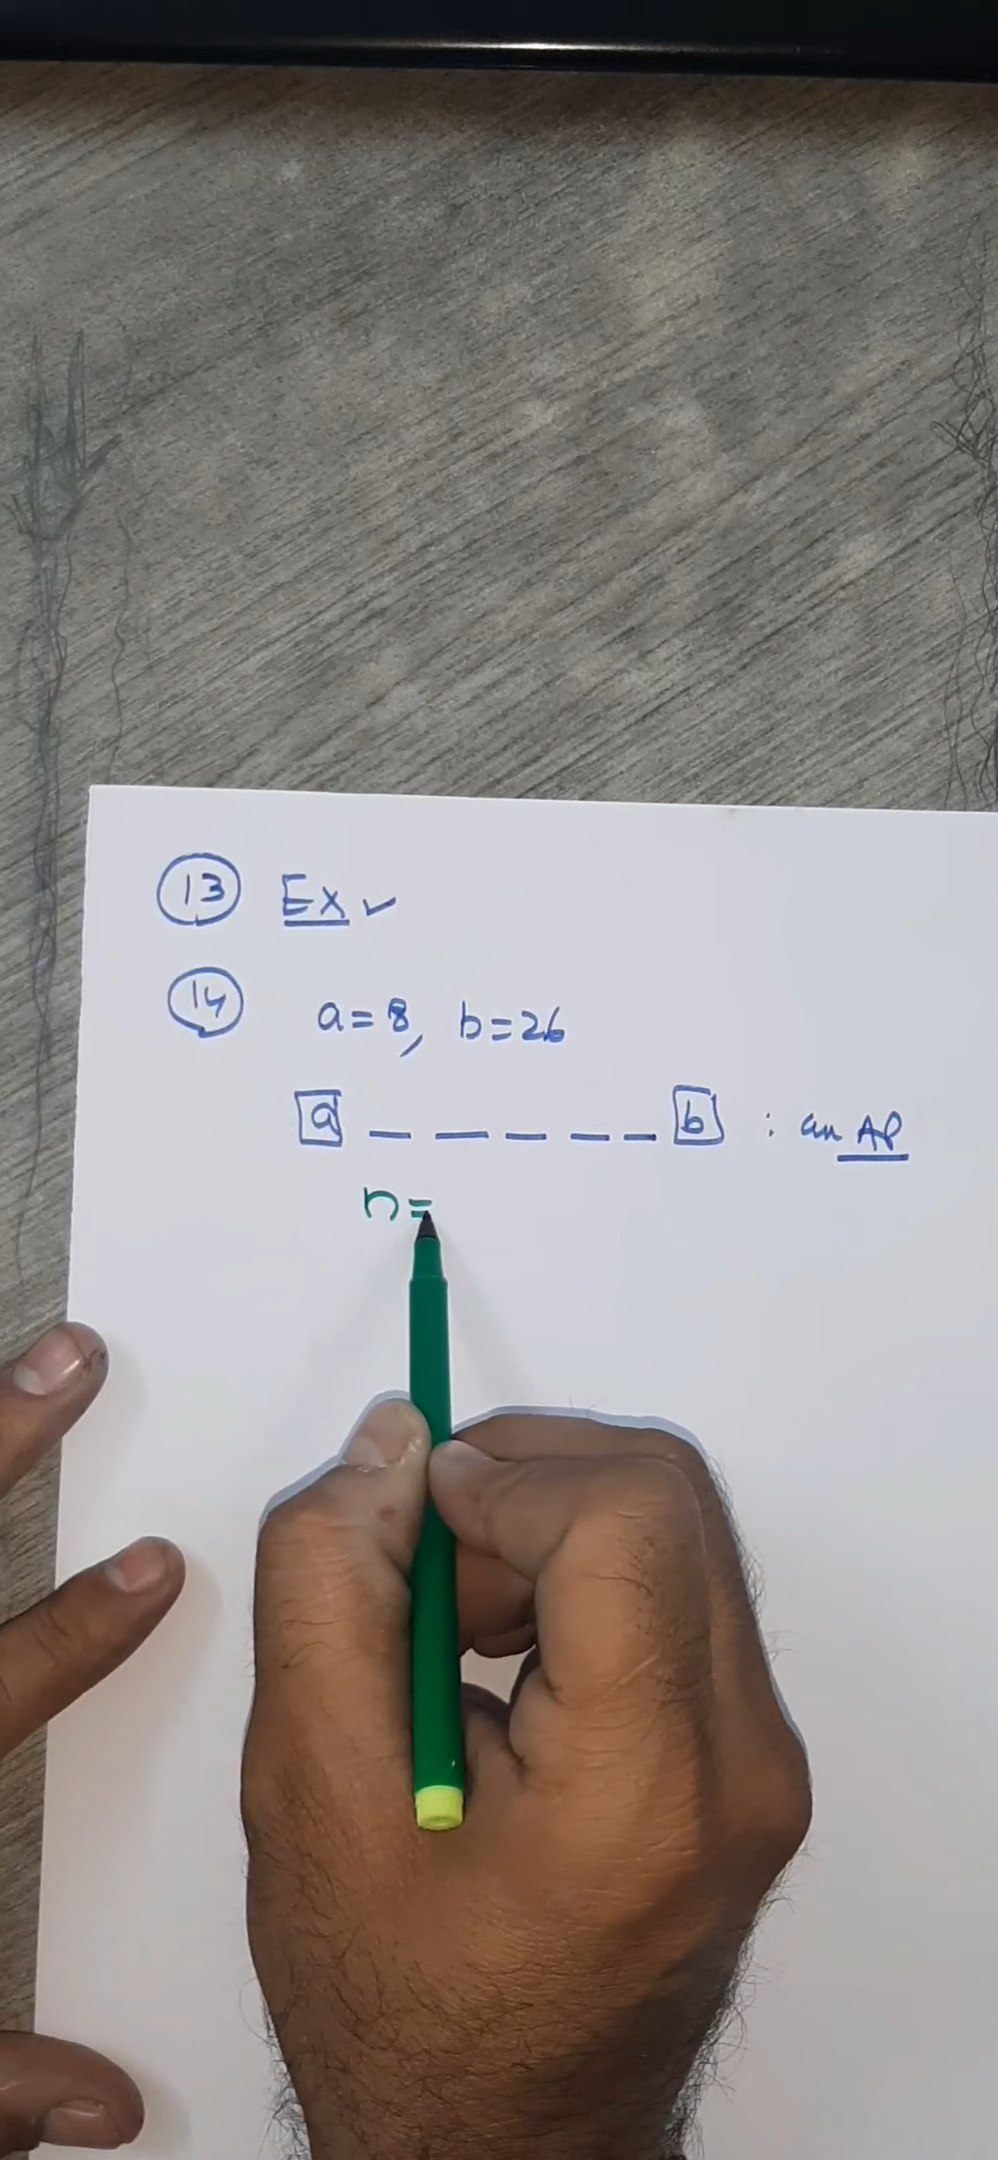 13 Ex ✓
14 a=8, b=26
a _ _ _ _ _ b : an AP
n=